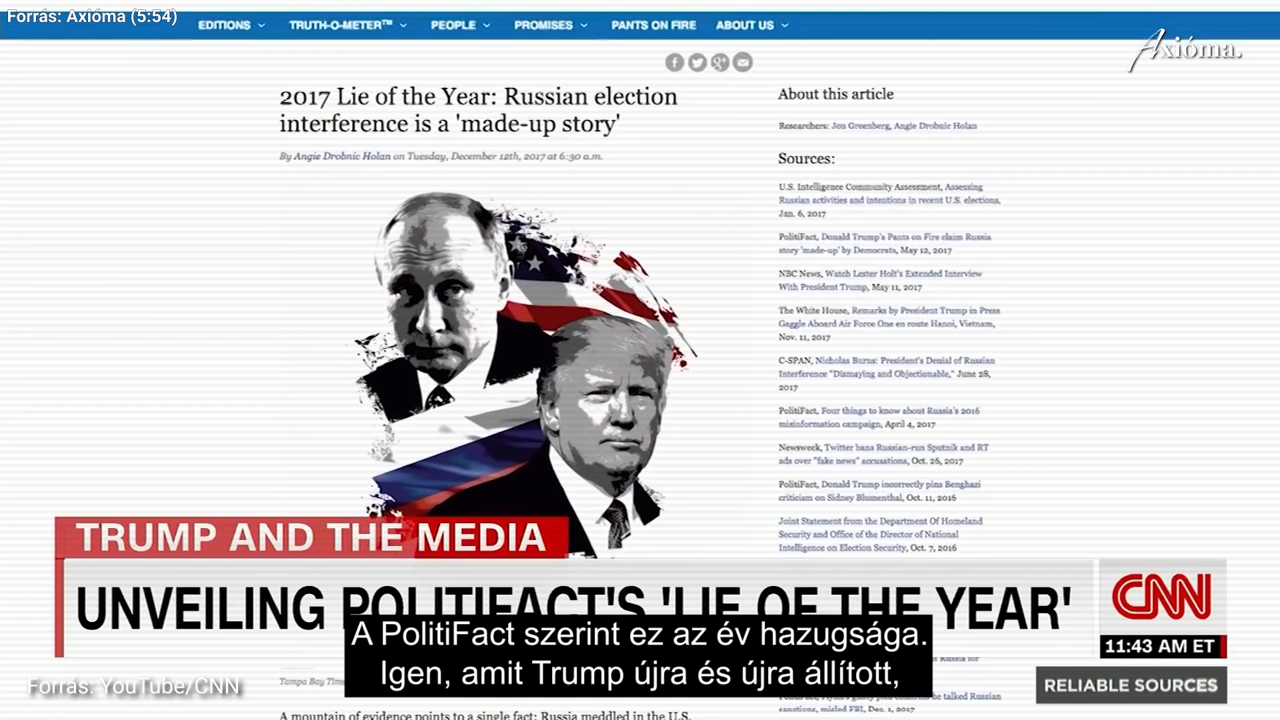 Forrás: Axióma (5:54)
EDITIONS TRUTH-O-METER™ PEOPLE PROMISES PANTS ON FIRE ABOUT US
Axióma.
2017 Lie of the Year: Russian election
interference is a 'made-up story'
By Angie Drobnic Holan on Tuesday, December 12th, 2017 at 6:30 a.m.
About this article
Researchers: Jon Greenberg, Angie Drobnic Holan
Sources:
U.S. Intelligence Community Assessment, Assessing
Russian activities and intentions in recent U.S. elections,
Jan. 6, 2017
PolitiFact, Donald Trump's Pants on Fire claim Russia
story 'made-up' by Democrats, May 12, 2017
NBC News, Watch Lester Holt's Extended Interview
With President Trump, May 11, 2017
The White House, Remarks by President Trump in Press
Gaggle Aboard Air Force One en route Hanoi, Vietnam,
Nov. 11, 2017
C-SPAN, Nicholas Burns: President's Denial of Russian
Interference "Dismaying and Objectionable," June 28,
2017
PolitiFact, Four things to know about Russia's 2016
misinformation campaign, April 4, 2017
Newsweek, Twitter bans Russian-run Sputnik and RT
ads over "fake news" accusations, Oct. 26, 2017
PolitiFact, Donald Trump incorrectly pins Benghazi
criticism on Sidney Blumenthal, Oct. 11, 2016
Joint Statement from the Department Of Homeland
Security and Office of the Director of National
Intelligence on Election Security, Oct. 7, 2016
TRUMP AND THE MEDIA
UNVEILING POLITIFACT'S 'LIE OF THE YEAR'
CNN
11:43 AM ET
RELIABLE SOURCES
A PolitiFact szerint ez az év hazugsága.
Igen, amit Trump újra és újra állított,
Forrás: YouTube/CNN
Tampa Bay Time
he talked Russian
sanctions, misled FBI, Dec. 1, 2017
A mountain of evidence points to a single fact: Russia meddled in the U.S.